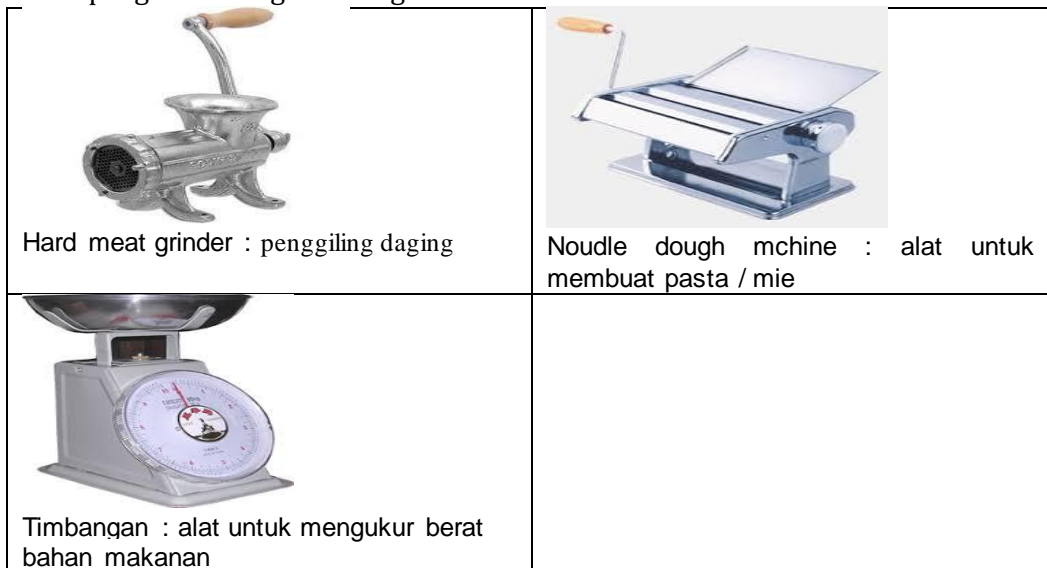 Hard meat grinder : penggiling daging
Noudle dough mchine : alat untuk
membuat pasta / mie
Timbangan : alat untuk mengukur berat
bahan makanan